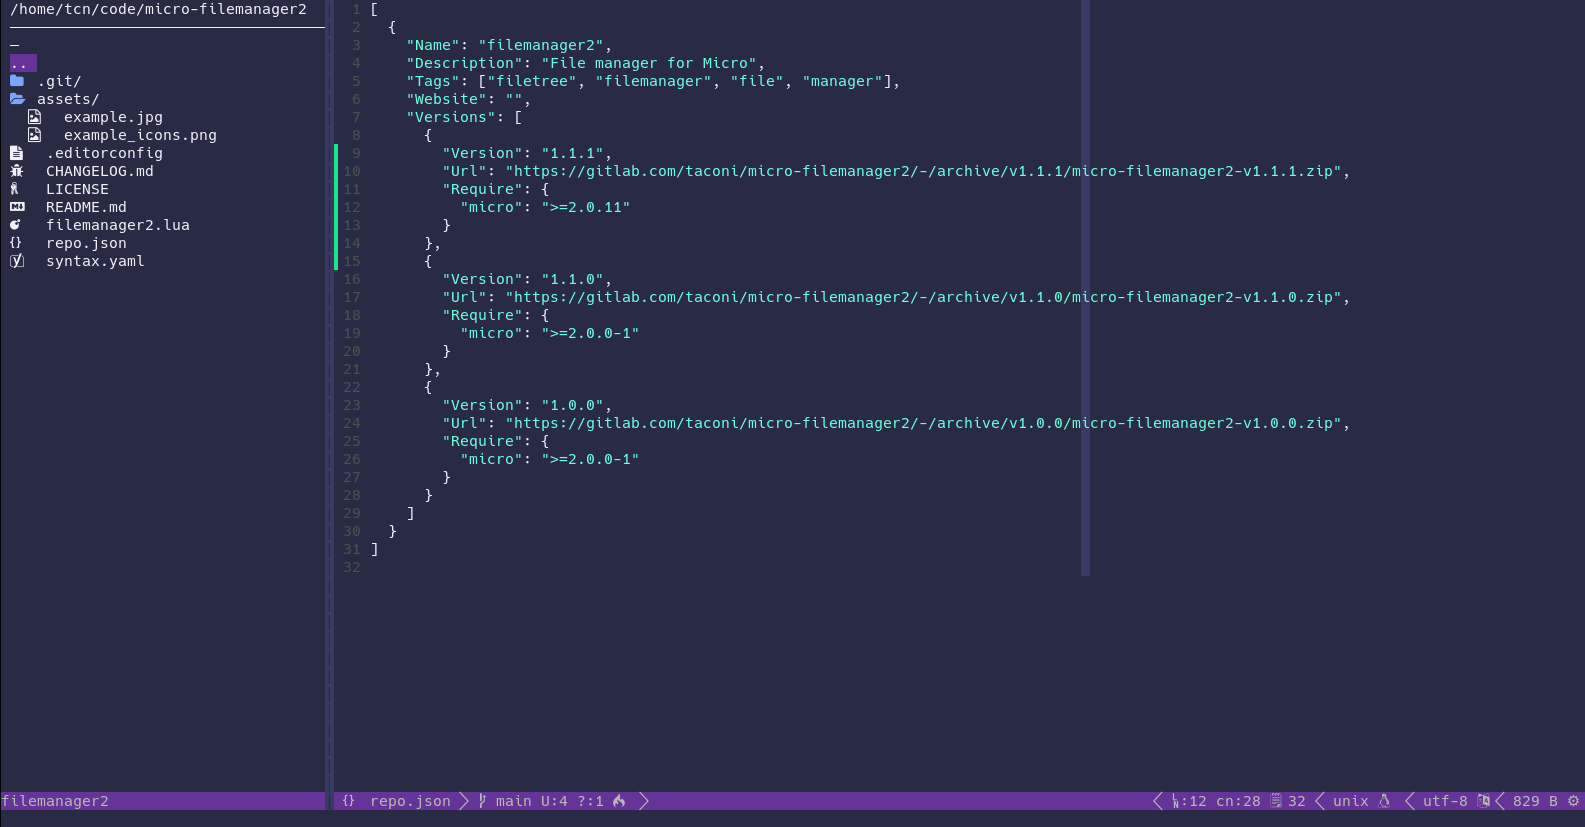 /home/tcn/code/micro-filemanager2
..
.git/
assets/
example.jpg
example_icons.png
.editorconfig
CHANGELOG.md
LICENSE
README.md
filemanager2.lua
{} repo.json
syntax.yaml
filemanager2
1 [
2   {
3     "Name": "filemanager2",
4     "Description": "File manager for Micro",
5     "Tags": ["filetree", "filemanager", "file", "manager"],
6     "Website": "",
7     "Versions": [
8       {
9         "Version": "1.1.1",
10         "Url": "https://gitlab.com/taconi/micro-filemanager2/-/archive/v1.1.1/micro-filemanager2-v1.1.1.zip",
11         "Require": {
12           "micro": ">=2.0.11"
13         }
14       },
15       {
16         "Version": "1.1.0",
17         "Url": "https://gitlab.com/taconi/micro-filemanager2/-/archive/v1.1.0/micro-filemanager2-v1.1.0.zip",
18         "Require": {
19           "micro": ">=2.0.0-1"
20         }
21       },
22       {
23         "Version": "1.0.0",
24         "Url": "https://gitlab.com/taconi/micro-filemanager2/-/archive/v1.0.0/micro-filemanager2-v1.0.0.zip",
25         "Require": {
26           "micro": ">=2.0.0-1"
27         }
28       }
29     ]
30   }
31 ]
32
{} repo.json main U:4 ?:1 LN:12 cn:28 32 unix utf-8 829 B